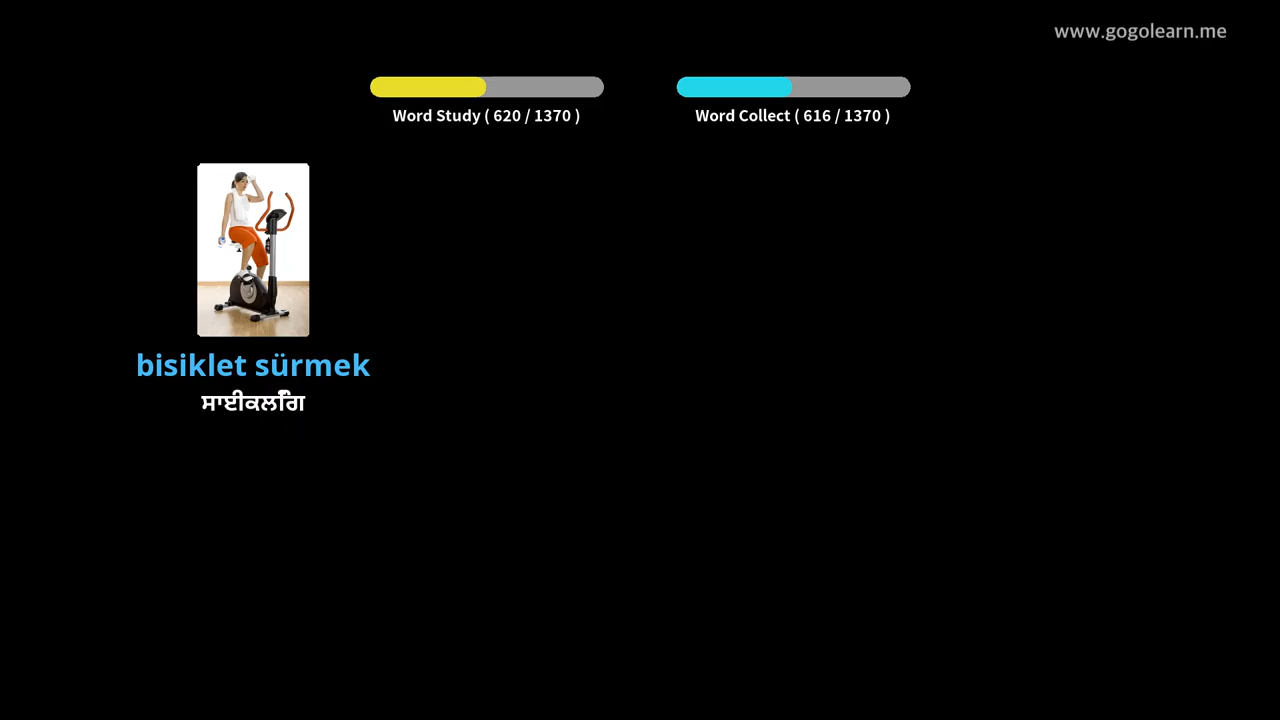 www.gogolearn.me
Word Study ( 620 / 1370 )
Word Collect ( 616 / 1370 )
bisiklet sürmek
ਸਾਈਕਲਿੰਗ